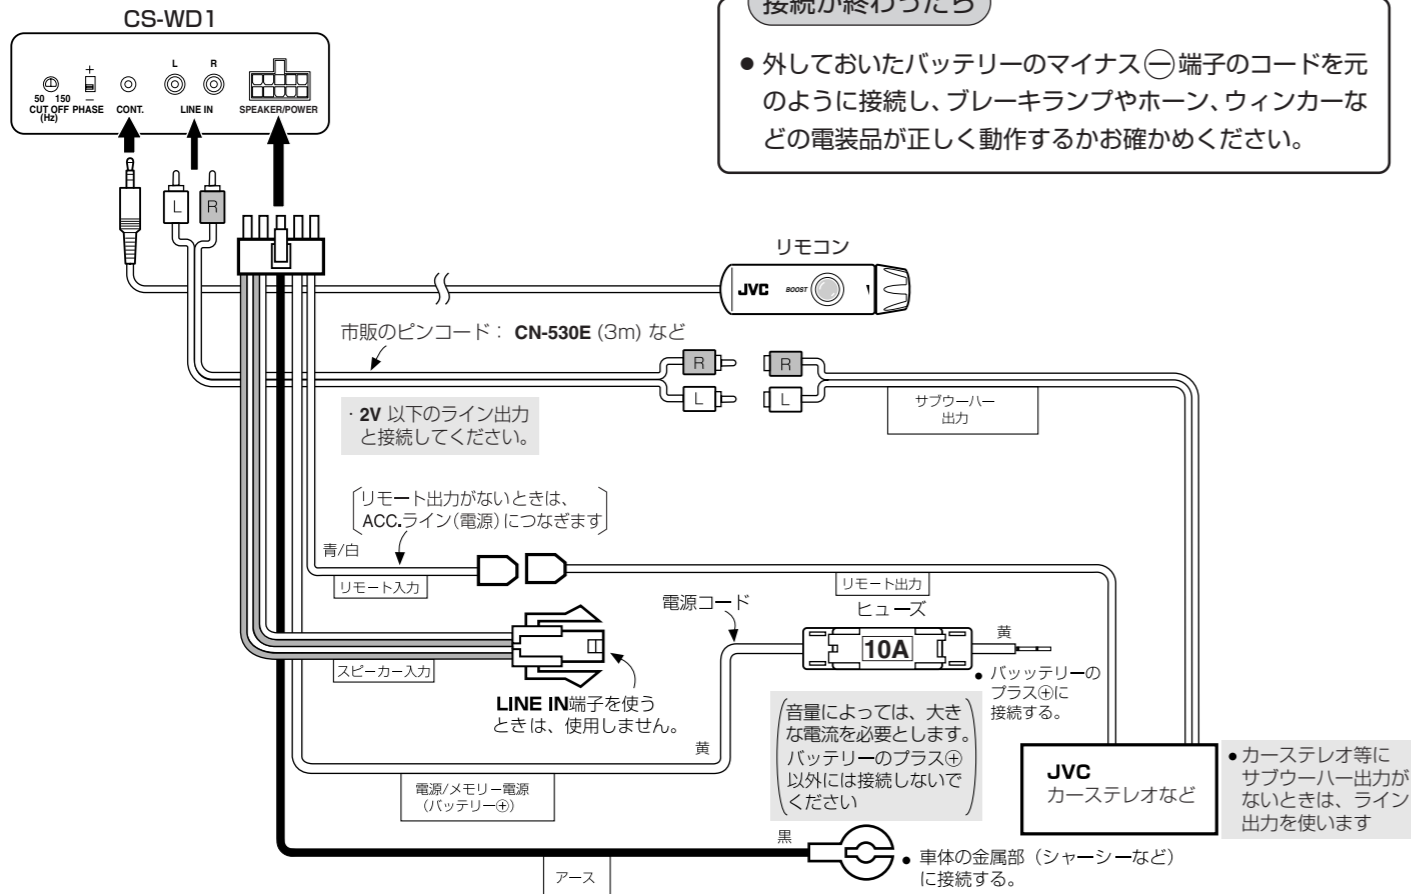 CS-WD1
接続が終わったら
● 外しておいたバッテリーのマイナス⊖端子のコードを元
のように接続し、ブレーキランプやホーン、ウィンカーな
どの電装品が正しく動作するかお確かめください。
L
R
+
−
50 150
CUT OFF
(Hz)
PHASE
CONT.
LINE IN
SPEAKER/POWER
L
R
リモコン
JVC
BOOST
市販のピンコード： CN-530E (3m) など
R
L
R
L
・2V 以下のライン出力
と接続してください。
サブウーハー
出力
リモート出力がないときは、
ACC.ライン(電源)につなぎます
青/白
リモート入力
リモート出力
電源コード
ヒューズ
10A
黄
● バッッテリーの
プラス⊕に
接続する。
スピーカー入力
LINE IN端子を使う
ときは、使用しません。
(音量によっては、大き
な電流を必要とします。
バッテリーのプラス⊕
以外には接続しないで
ください)
黄
電源/メモリー電源
(バッテリー⊕)
JVC
カーステレオなど
● カーステレオ等に
サブウーハー出力が
ないときは、ライン
出力を使います
黒
アース
● 車体の金属部（シャーシーなど）
に接続する。